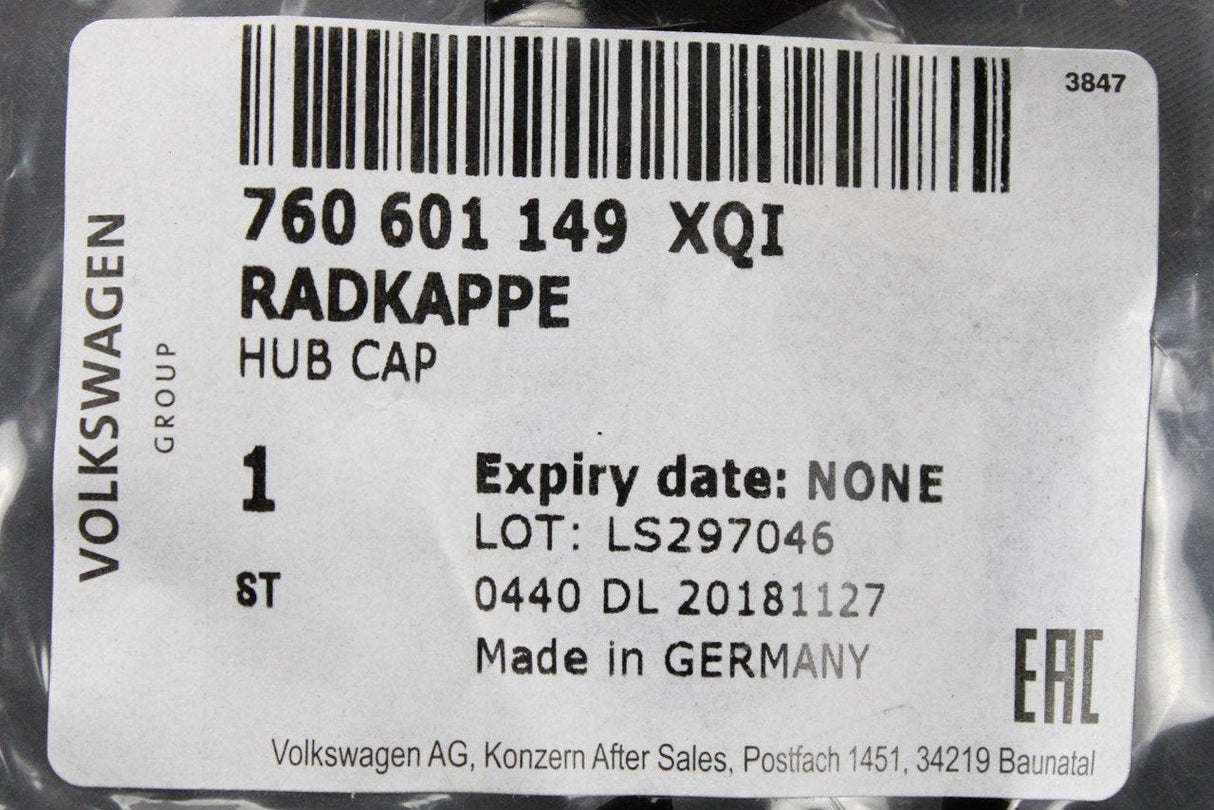 3847
760 601 149 XQI
RADKAPPE
HUB CAP
VOLKSWAGEN
GROUP
1
Expiry date: NONE
LOT: LS297046
ST
0440 DL 20181127
Made in GERMANY
EAC
Volkswagen AG, Konzern After Sales, Postfach 1451, 34219 Baunatal